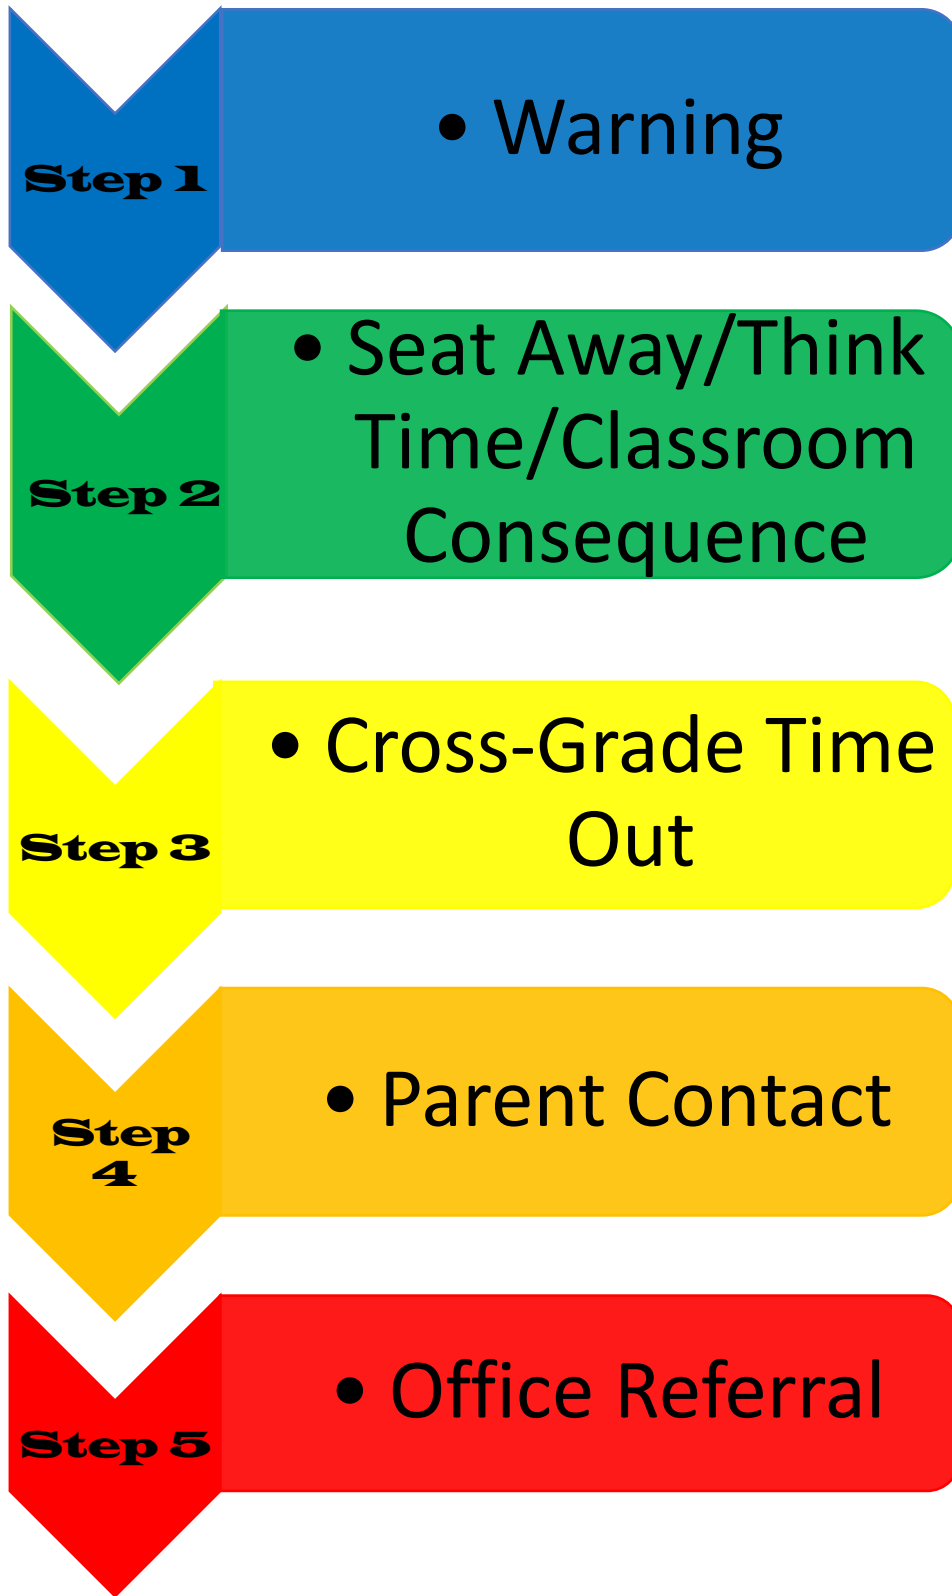 Step 1
• Warning
Step 2
• Seat Away/Think
Time/Classroom
Consequence
Step 3
• Cross-Grade Time
Out
Step
4
• Parent Contact
Step 5
• Office Referral